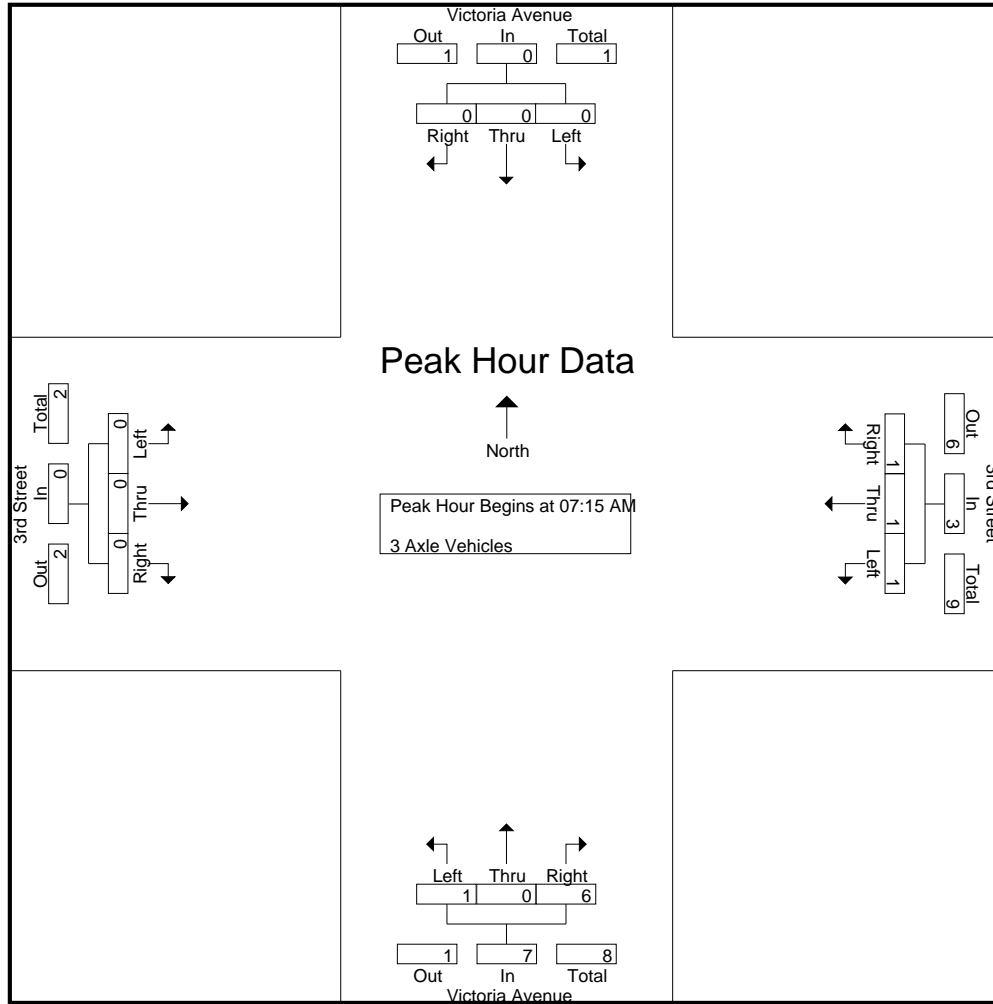 Victoria Avenue
Out In Total
1 0 1
0 0 0
Right Thru Left
Peak Hour Data
North
Peak Hour Begins at 07:15 AM
3 Axle Vehicles
3rd Street
Total In Out
2 0 2
0 0 0
Left Thru Right
3rd Street
Out In Total
6 3 9
1 1 1
Right Thru Left
Left Thru Right
1 0 6
1 7 8
Out In Total
Victoria Avenue